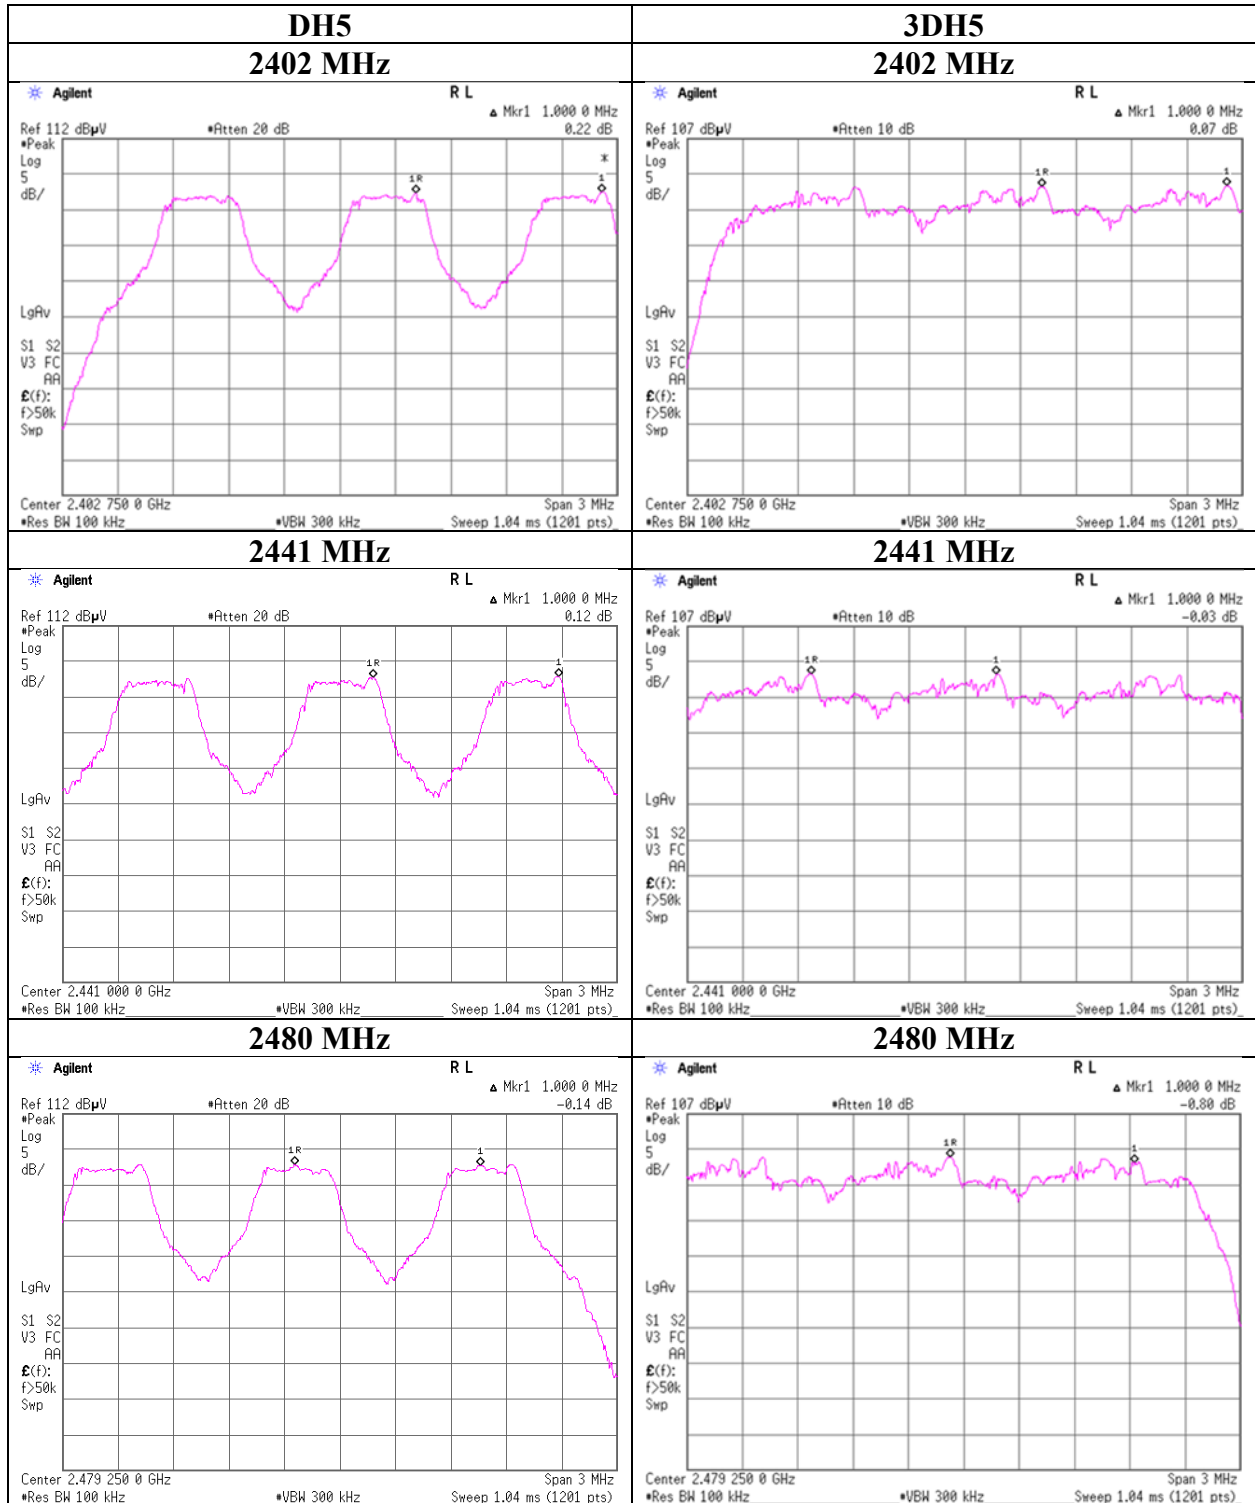 DH5
3DH5
2402 MHz
2402 MHz
Agilent
R L
Δ Mkr1 1.000 0 MHz
Ref 112 dBµV
#Atten 20 dB
0.22 dB
#Peak
Log
5
dB/
1R
1
*
LgAv
S1 S2
V3 FC
AA
£(f):
f>50k
Swp
Center 2.402 750 0 GHz
Span 3 MHz
#Res BW 100 kHz
#VBW 300 kHz
Sweep 1.04 ms (1201 pts)
Agilent
R L
Δ Mkr1 1.000 0 MHz
Ref 107 dBµV
#Atten 10 dB
0.07 dB
#Peak
Log
5
dB/
1R
1
LgAv
S1 S2
V3 FC
AA
£(f):
f>50k
Swp
Center 2.402 750 0 GHz
Span 3 MHz
#Res BW 100 kHz
#VBW 300 kHz
Sweep 1.04 ms (1201 pts)
2441 MHz
2441 MHz
Agilent
R L
Δ Mkr1 1.000 0 MHz
Ref 112 dBµV
#Atten 20 dB
0.12 dB
#Peak
Log
5
dB/
1R
1
LgAv
S1 S2
V3 FC
AA
£(f):
f>50k
Swp
Center 2.441 000 0 GHz
Span 3 MHz
#Res BW 100 kHz
#VBW 300 kHz
Sweep 1.04 ms (1201 pts)
Agilent
R L
Δ Mkr1 1.000 0 MHz
Ref 107 dBµV
#Atten 10 dB
-0.03 dB
#Peak
Log
5
dB/
1R
1
LgAv
S1 S2
V3 FC
AA
£(f):
f>50k
Swp
Center 2.441 000 0 GHz
Span 3 MHz
#Res BW 100 kHz
#VBW 300 kHz
Sweep 1.04 ms (1201 pts)
2480 MHz
2480 MHz
Agilent
R L
Δ Mkr1 1.000 0 MHz
Ref 112 dBµV
#Atten 20 dB
-0.14 dB
#Peak
Log
5
dB/
1R
1
LgAv
S1 S2
V3 FC
AA
£(f):
f>50k
Swp
Center 2.479 250 0 GHz
Span 3 MHz
#Res BW 100 kHz
#VBW 300 kHz
Sweep 1.04 ms (1201 pts)
Agilent
R L
Δ Mkr1 1.000 0 MHz
Ref 107 dBµV
#Atten 10 dB
-0.80 dB
#Peak
Log
5
dB/
1R
1
LgAv
S1 S2
V3 FC
AA
£(f):
f>50k
Swp
Center 2.479 250 0 GHz
Span 3 MHz
#Res BW 100 kHz
#VBW 300 kHz
Sweep 1.04 ms (1201 pts)